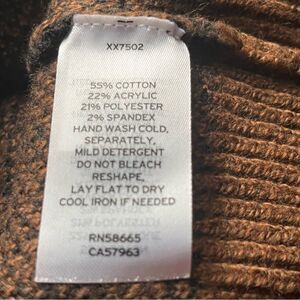 XX7502
55% COTTON
22% ACRYLIC
21% POLYESTER
2% SPANDEX
HAND WASH COLD,
SEPARATELY,
MILD DETERGENT
DO NOT BLEACH
RESHAPE,
LAY FLAT TO DRY
COOL IRON IF NEEDED
RN58665
CA57963